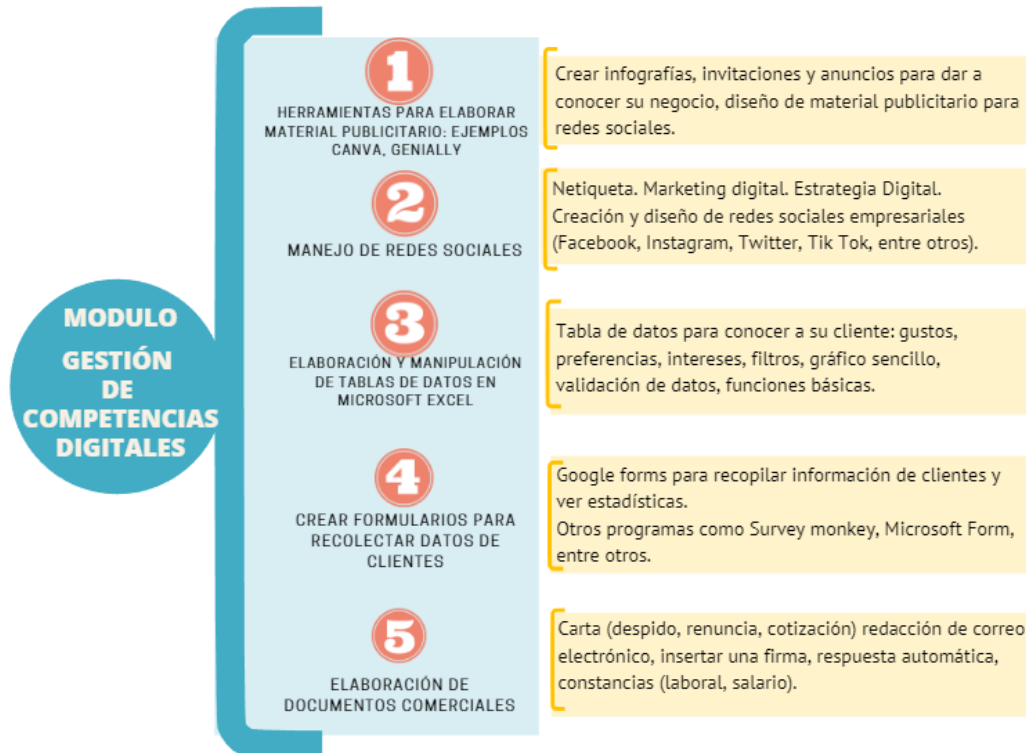 MODULO
GESTIÓN
DE
COMPETENCIAS
DIGITALES
1
HERRAMIENTAS PARA ELABORAR
MATERIAL PUBLICITARIO: EJEMPLOS
CANVA, GENIALLY
Crear infografías, invitaciones y anuncios para dar a
conocer su negocio, diseño de material publicitario para
redes sociales.
2
MANEJO DE REDES SOCIALES
Netiqueta. Marketing digital. Estrategia Digital.
Creación y diseño de redes sociales empresariales
(Facebook, Instagram, Twitter, Tik Tok, entre otros).
3
ELABORACIÓN Y MANIPULACIÓN
DE TABLAS DE DATOS EN
MICROSOFT EXCEL
Tabla de datos para conocer a su cliente: gustos,
preferencias, intereses, filtros, gráfico sencillo,
validación de datos, funciones básicas.
4
CREAR FORMULARIOS PARA
RECOLECTAR DATOS DE
CLIENTES
Google forms para recopilar información de clientes y
ver estadísticas.
Otros programas como Survey monkey, Microsoft Form,
entre otros.
5
ELABORACIÓN DE
DOCUMENTOS COMERCIALES
Carta (despido, renuncia, cotización) redacción de correo
electrónico, insertar una firma, respuesta automática,
constancias (laboral, salario).